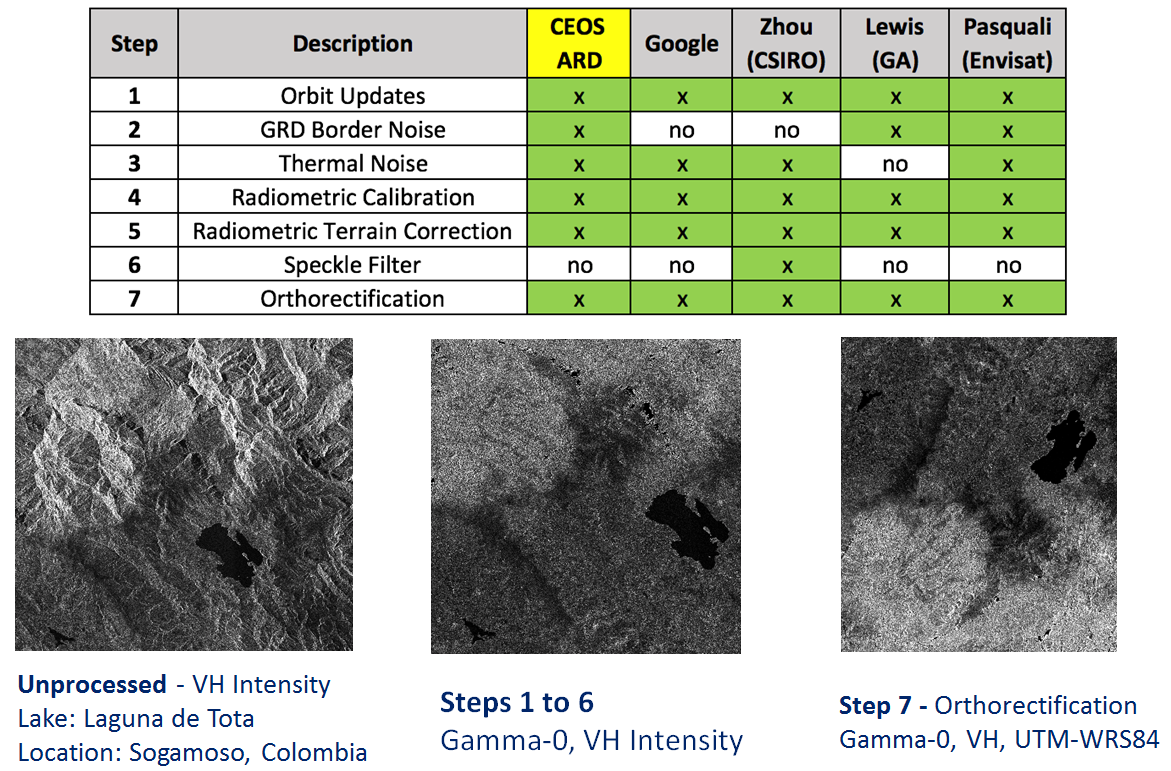 Step Description CEOS ARD Google Zhou (CSIRO) Lewis (GA) Pasquali (Envisat)
1 Orbit Updates x x x x x
2 GRD Border Noise x no no x x
3 Thermal Noise x x x no x
4 Radiometric Calibration x x x x x
5 Radiometric Terrain Correction x x x x x
6 Speckle Filter no no x no no
7 Orthorectification x x x x x
Unprocessed - VH Intensity
Lake: Laguna de Tota
Location: Sogamoso, Colombia
Steps 1 to 6
Gamma-0, VH Intensity
Step 7 - Orthorectification
Gamma-0, VH, UTM-WRS84